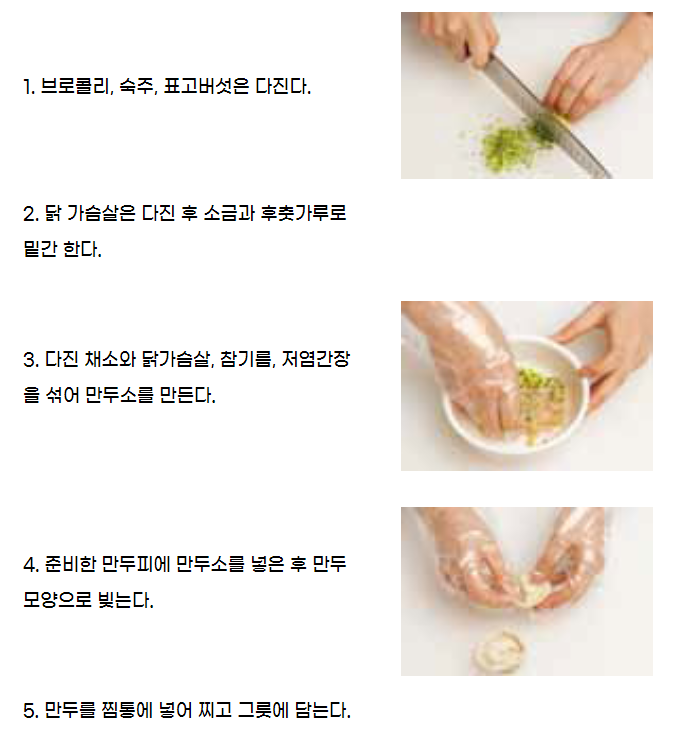 1. 브로콜리, 숙주, 표고버섯은 다진다.
2. 닭 가슴살은 다진 후 소금과 후춧가루로
밑간 한다.
3. 다진 채소와 닭가슴살, 참기름, 저염간장
을 섞어 만두소를 만든다.
4. 준비한 만두피에 만두소를 넣은 후 만두
모양으로 빚는다.
5. 만두를 찜통에 넣어 찌고 그릇에 담는다.